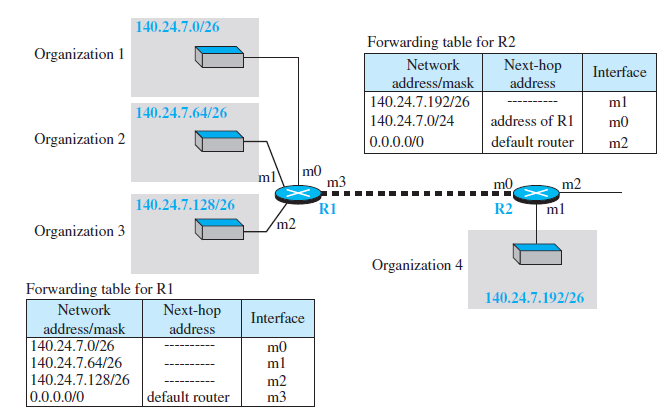 140.24.7.0/26
Organization 1
140.24.7.64/26
Organization 2
140.24.7.128/26
Organization 3
m1
m0
m3
R1
m2
Forwarding table for R2
Network address/mask Next-hop address Interface
140.24.7.192/26 ---------- m1
140.24.7.0/24 address of R1 m0
0.0.0.0/0 default router m2
m0
m2
R2
m1
Organization 4
140.24.7.192/26
Forwarding table for R1
Network address/mask Next-hop address Interface
140.24.7.0/26 ---------- m0
140.24.7.64/26 ---------- m1
140.24.7.128/26 ---------- m2
0.0.0.0/0 default router m3